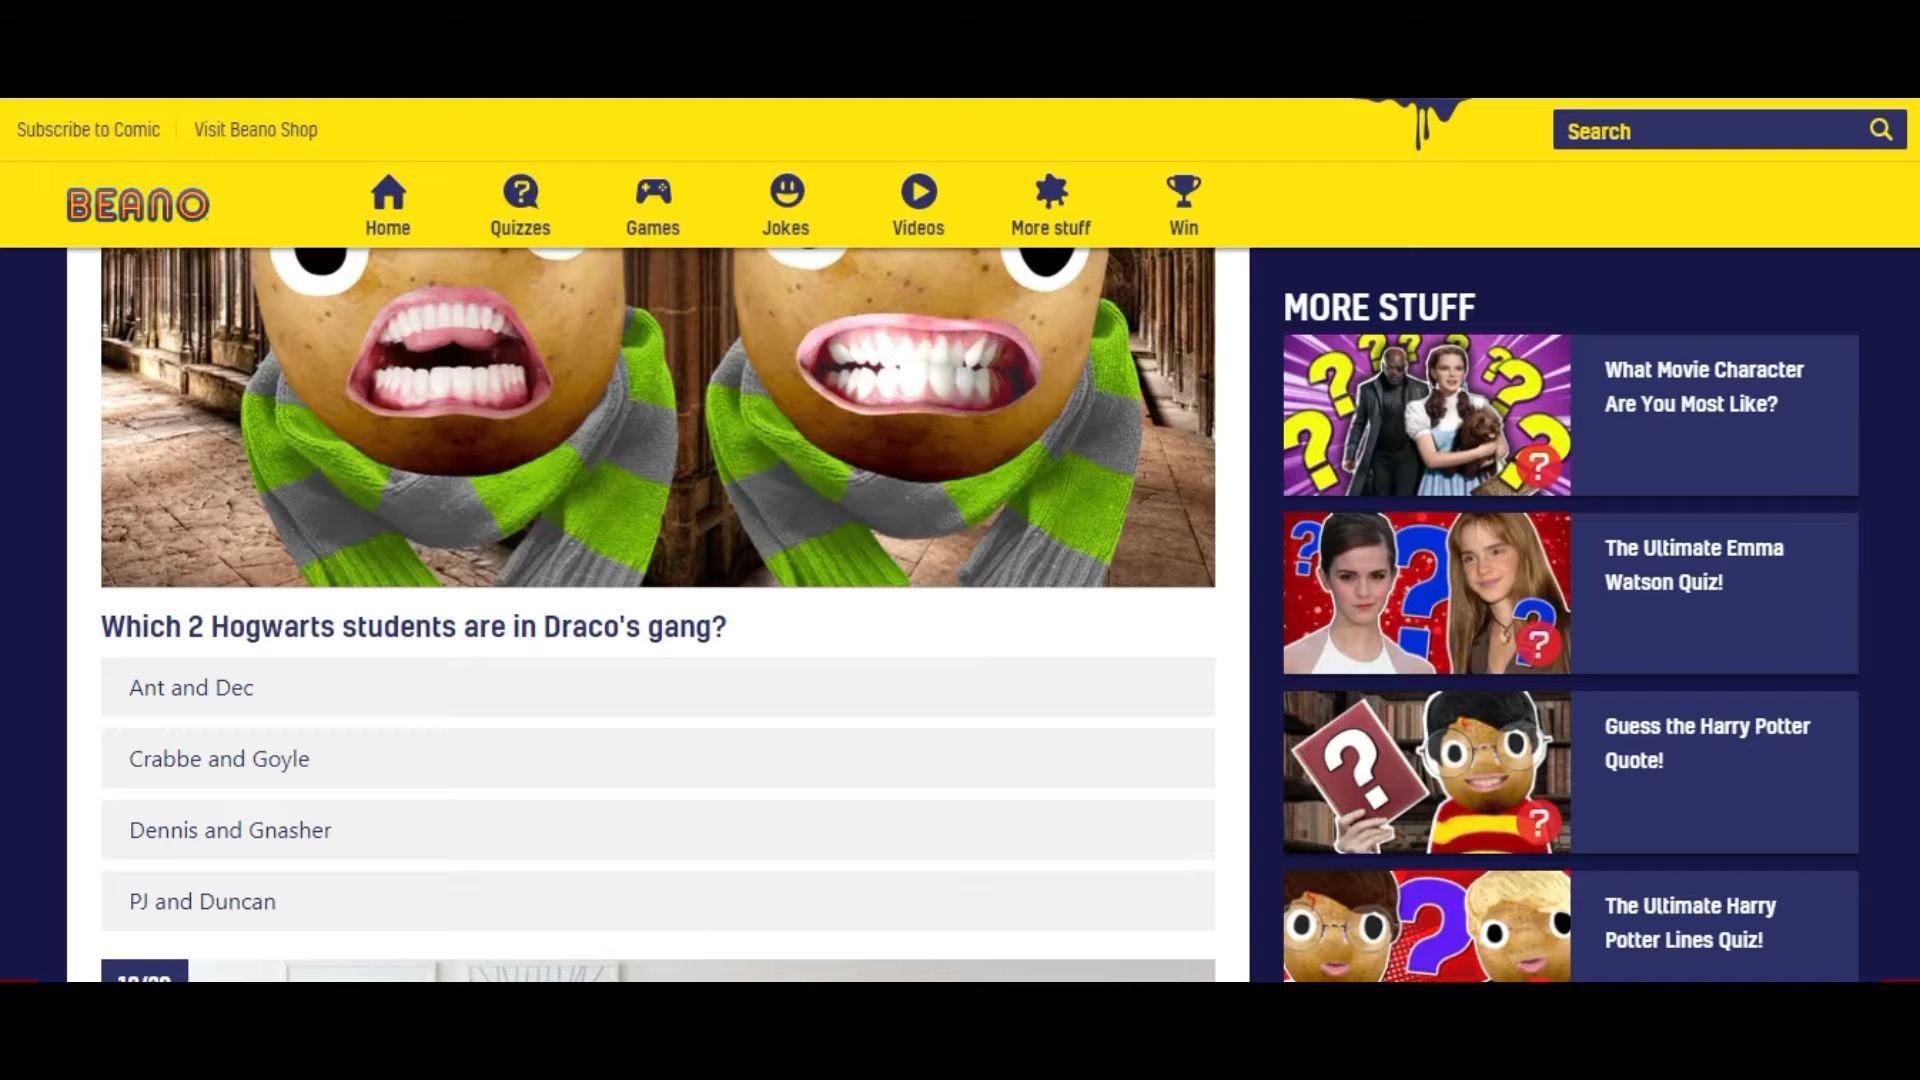 Subscribe to Comic
Visit Beano Shop
Search
BEANO
Home
Quizzes
Games
Jokes
Videos
More stuff
Win
Which 2 Hogwarts students are in Draco's gang?
Ant and Dec
Crabbe and Goyle
Dennis and Gnasher
PJ and Duncan
MORE STUFF
What Movie Character
Are You Most Like?
The Ultimate Emma
Watson Quiz!
Guess the Harry Potter
Quote!
The Ultimate Harry
Potter Lines Quiz!